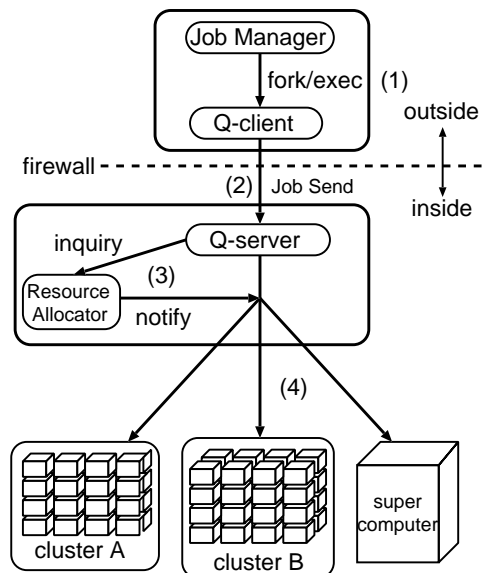 Job Manager
fork/exec
(1)
Q-client
outside
firewall
(2)
Job Send
inside
Q-server
inquiry
(3)
Resource
Allocator
notify
(4)
cluster A
cluster B
super
computer